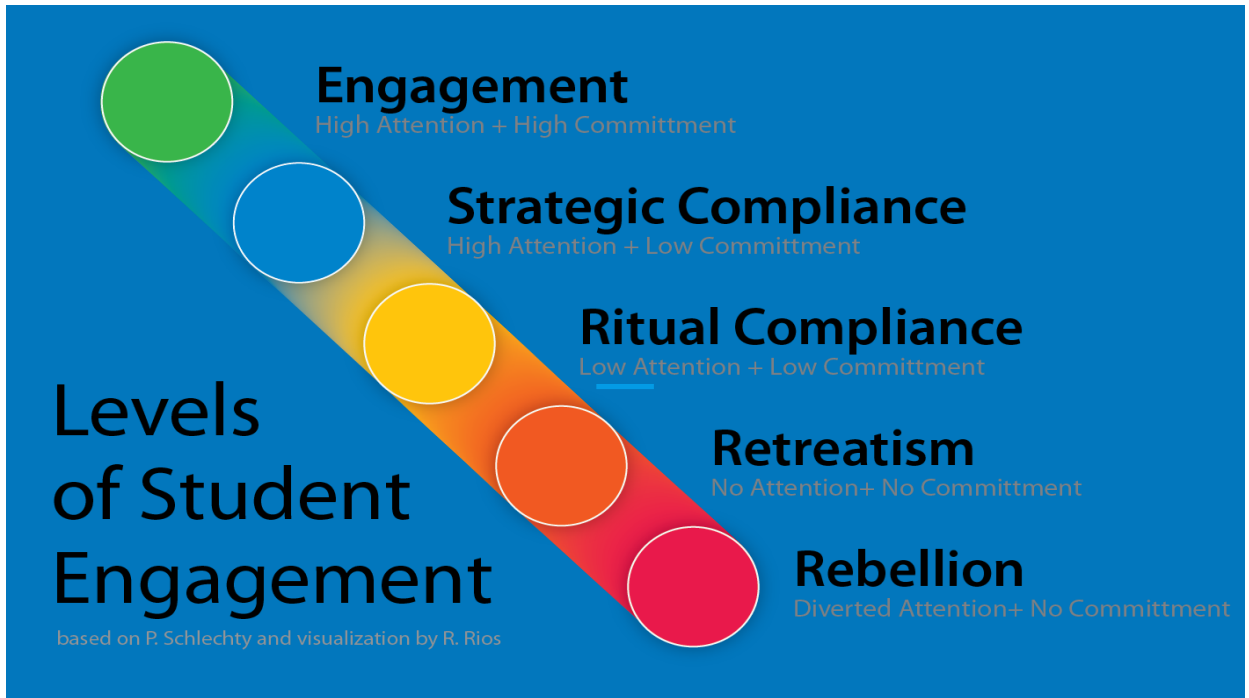 Engagement
High Attention + High Committment
Strategic Compliance
High Attention + Low Committment
Ritual Compliance
Low Attention + Low Committment
Retreatism
No Attention+ No Committment
Rebellion
Diverted Attention+ No Committment
Levels
of Student
Engagement
based on P. Schlechty and visualization by R. Rios